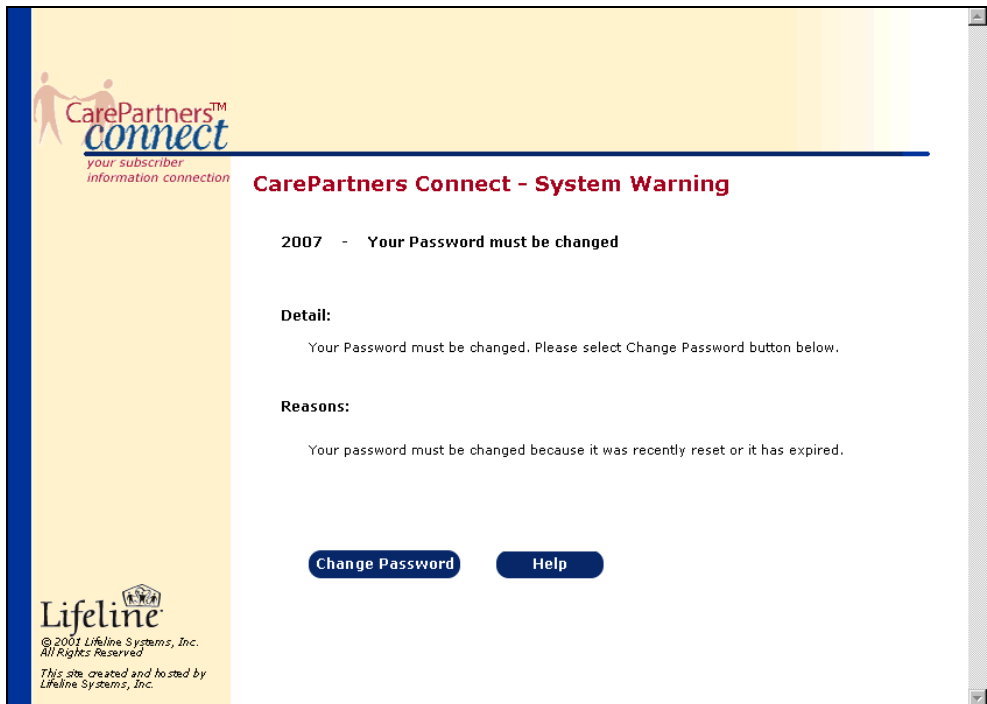 CarePartners™
connect
your subscriber
information connection
CarePartners Connect - System Warning
2007 - Your Password must be changed
Detail:
Your Password must be changed. Please select Change Password button below.
Reasons:
Your password must be changed because it was recently reset or it has expired.
Change Password Help
Lifeline
© 2001 Lifeline Systems, Inc.
All Rights Reserved
This site created and hosted by
Lifeline Systems, Inc.